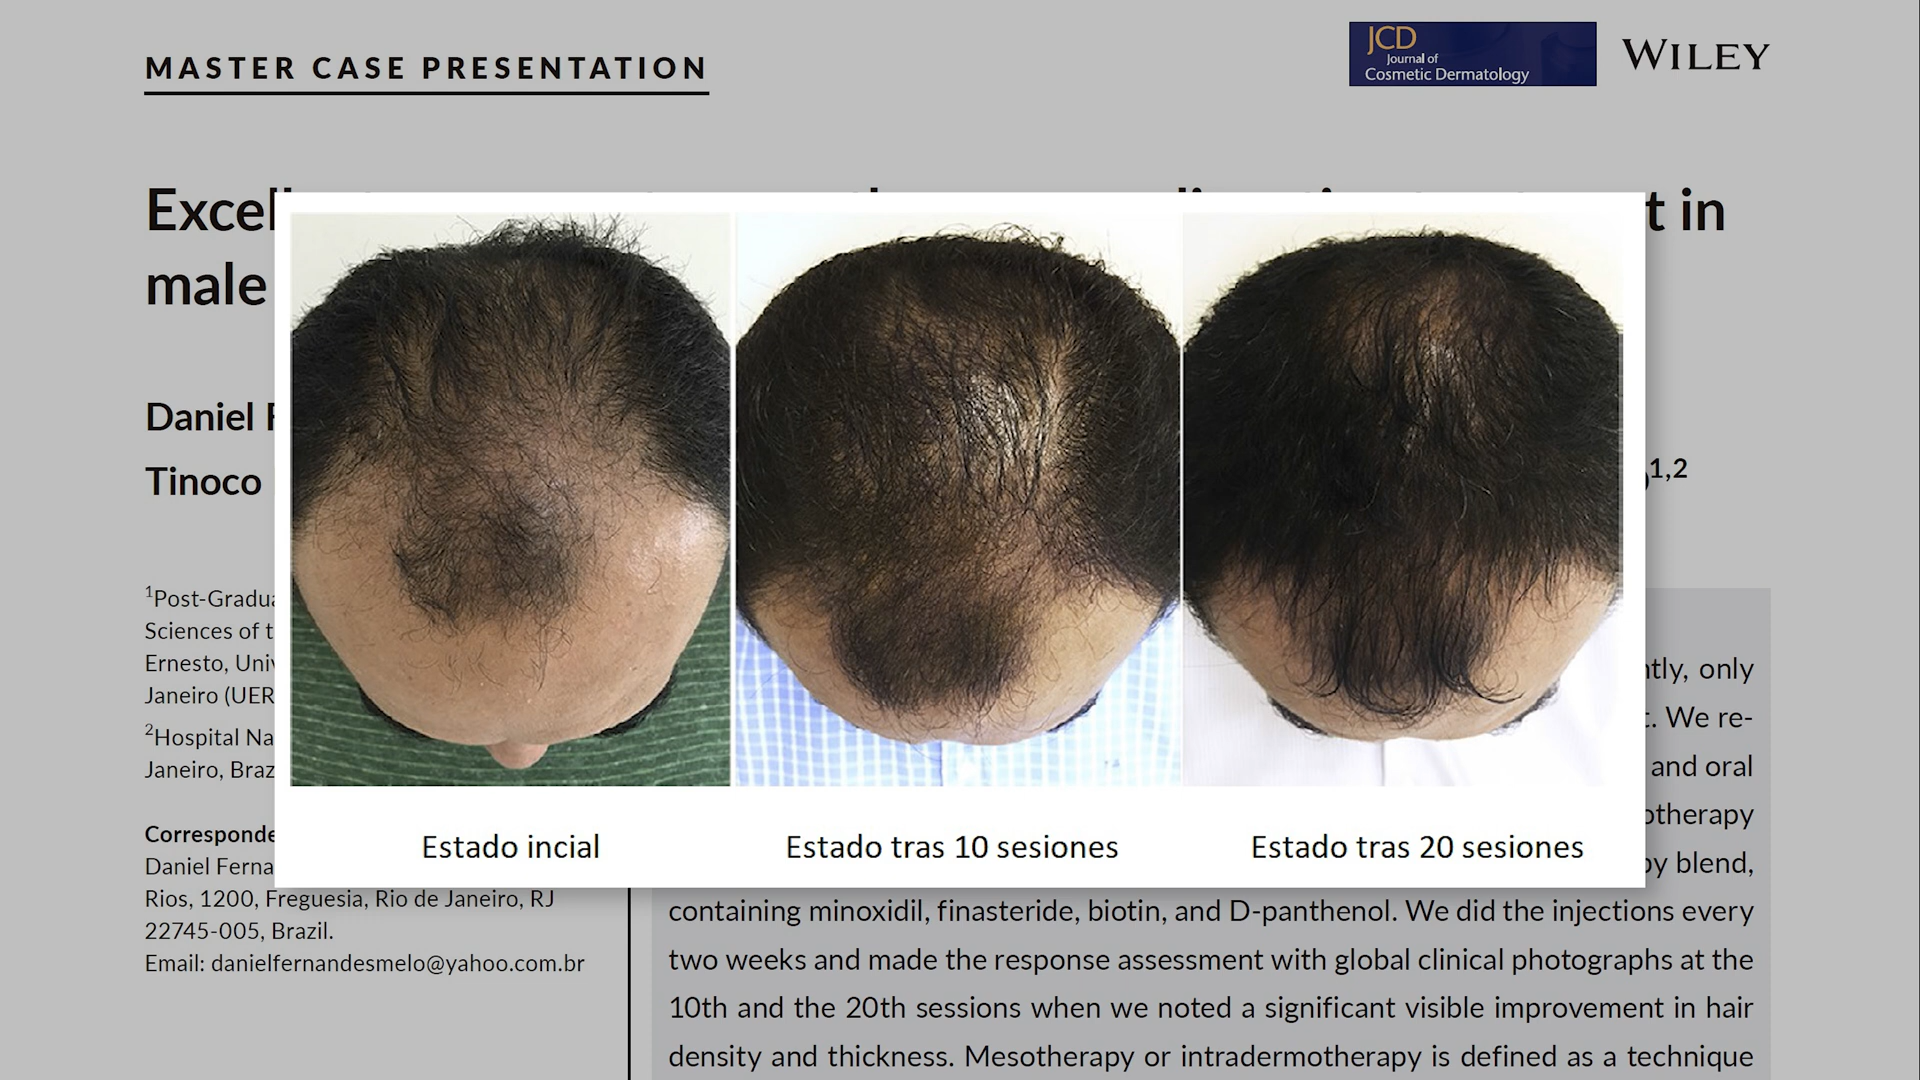 MASTER CASE PRESENTATION
JCD
Journal of
Cosmetic Dermatology
WILEY
t in
male
Daniel
Tinoco
1,2
1Post-Gradua
Sciences of t
Ernesto, Univ
Janeiro (UER
2Hospital Na
Janeiro, Braz
Corresponde
Daniel Ferna
Rios, 1200, Freguesia, Rio de Janeiro, RJ
22745-005, Brazil.
Email: danielfernandesmelo@yahoo.com.br
ntly, only
t. We re-
and oral
otherapy
by blend,
containing minoxidil, finasteride, biotin, and D-panthenol. We did the injections every
two weeks and made the response assessment with global clinical photographs at the
10th and the 20th sessions when we noted a significant visible improvement in hair
density and thickness. Mesotherapy or intradermotherapy is defined as a technique
Estado incial
Estado tras 10 sesiones
Estado tras 20 sesiones